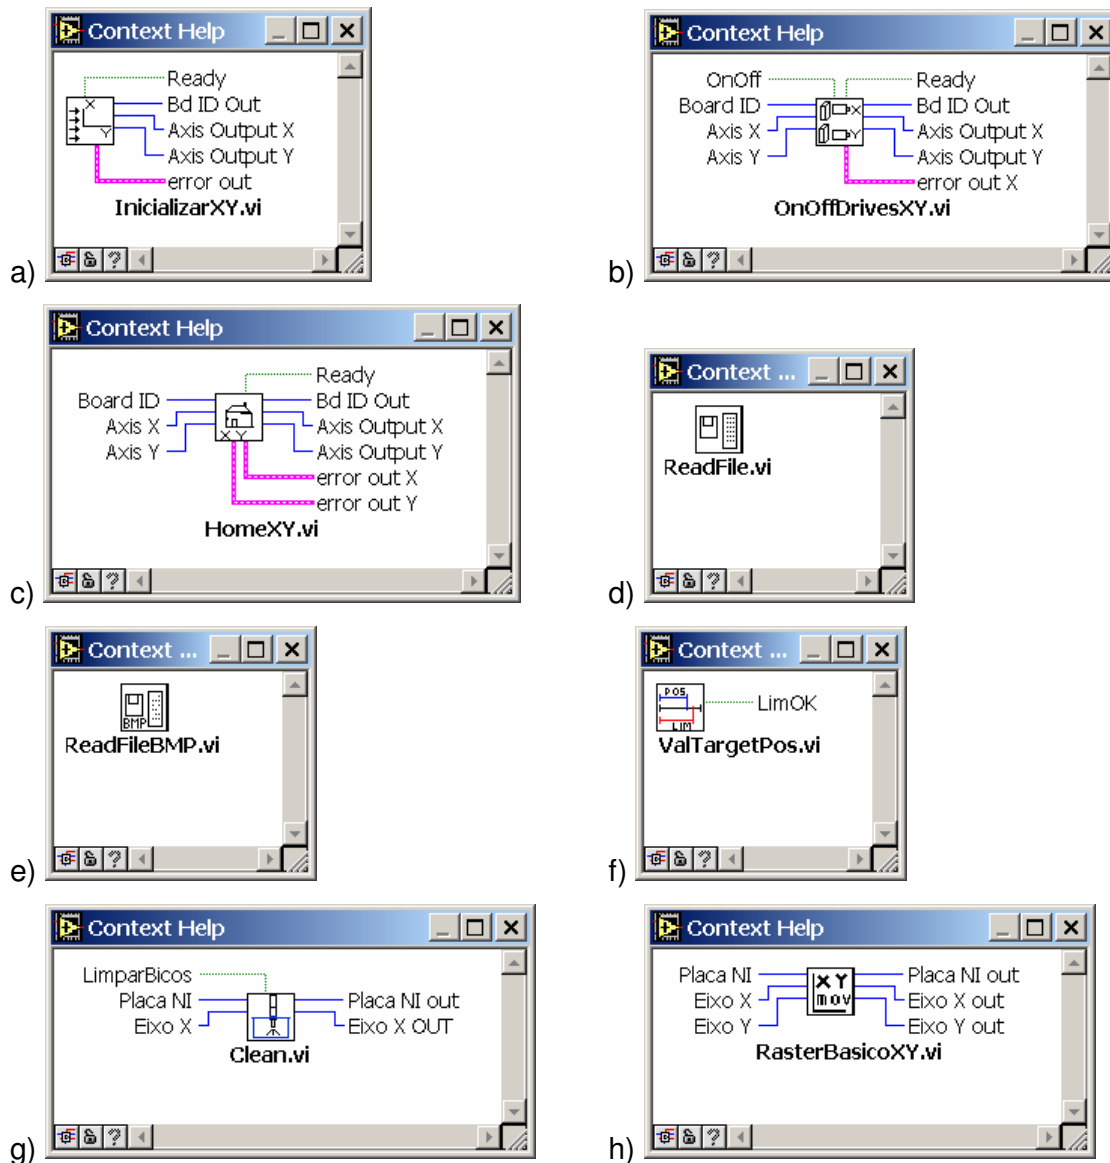 Context Help
Ready
X
Bd ID Out
Axis Output X
Y
Axis Output Y
error out
InicializarXY.vi
a)
Context Help
OnOff Ready
Board ID Bd ID Out
X
Axis X Axis Output X
Y
Axis Y Axis Output Y
error out X
OnOffDrivesXY.vi
b)
Context Help
Ready
Board ID Bd ID Out
Axis X Axis Output X
X Y
Axis Y Axis Output Y
error out X
error out Y
HomeXY.vi
c)
Context ...
ReadFile.vi
d)
Context ...
BMP
ReadFileBMP.vi
e)
Context ...
POS
LimOK
LIM
ValTargetPos.vi
f)
Context Help
LimparBicos
Placa NI Placa NI out
Eixo X Eixo X OUT
Clean.vi
g)
Context Help
Placa NI Placa NI out
X Y
Eixo X Eixo X out
mov
Eixo Y Eixo Y out
RasterBasicoXY.vi
h)